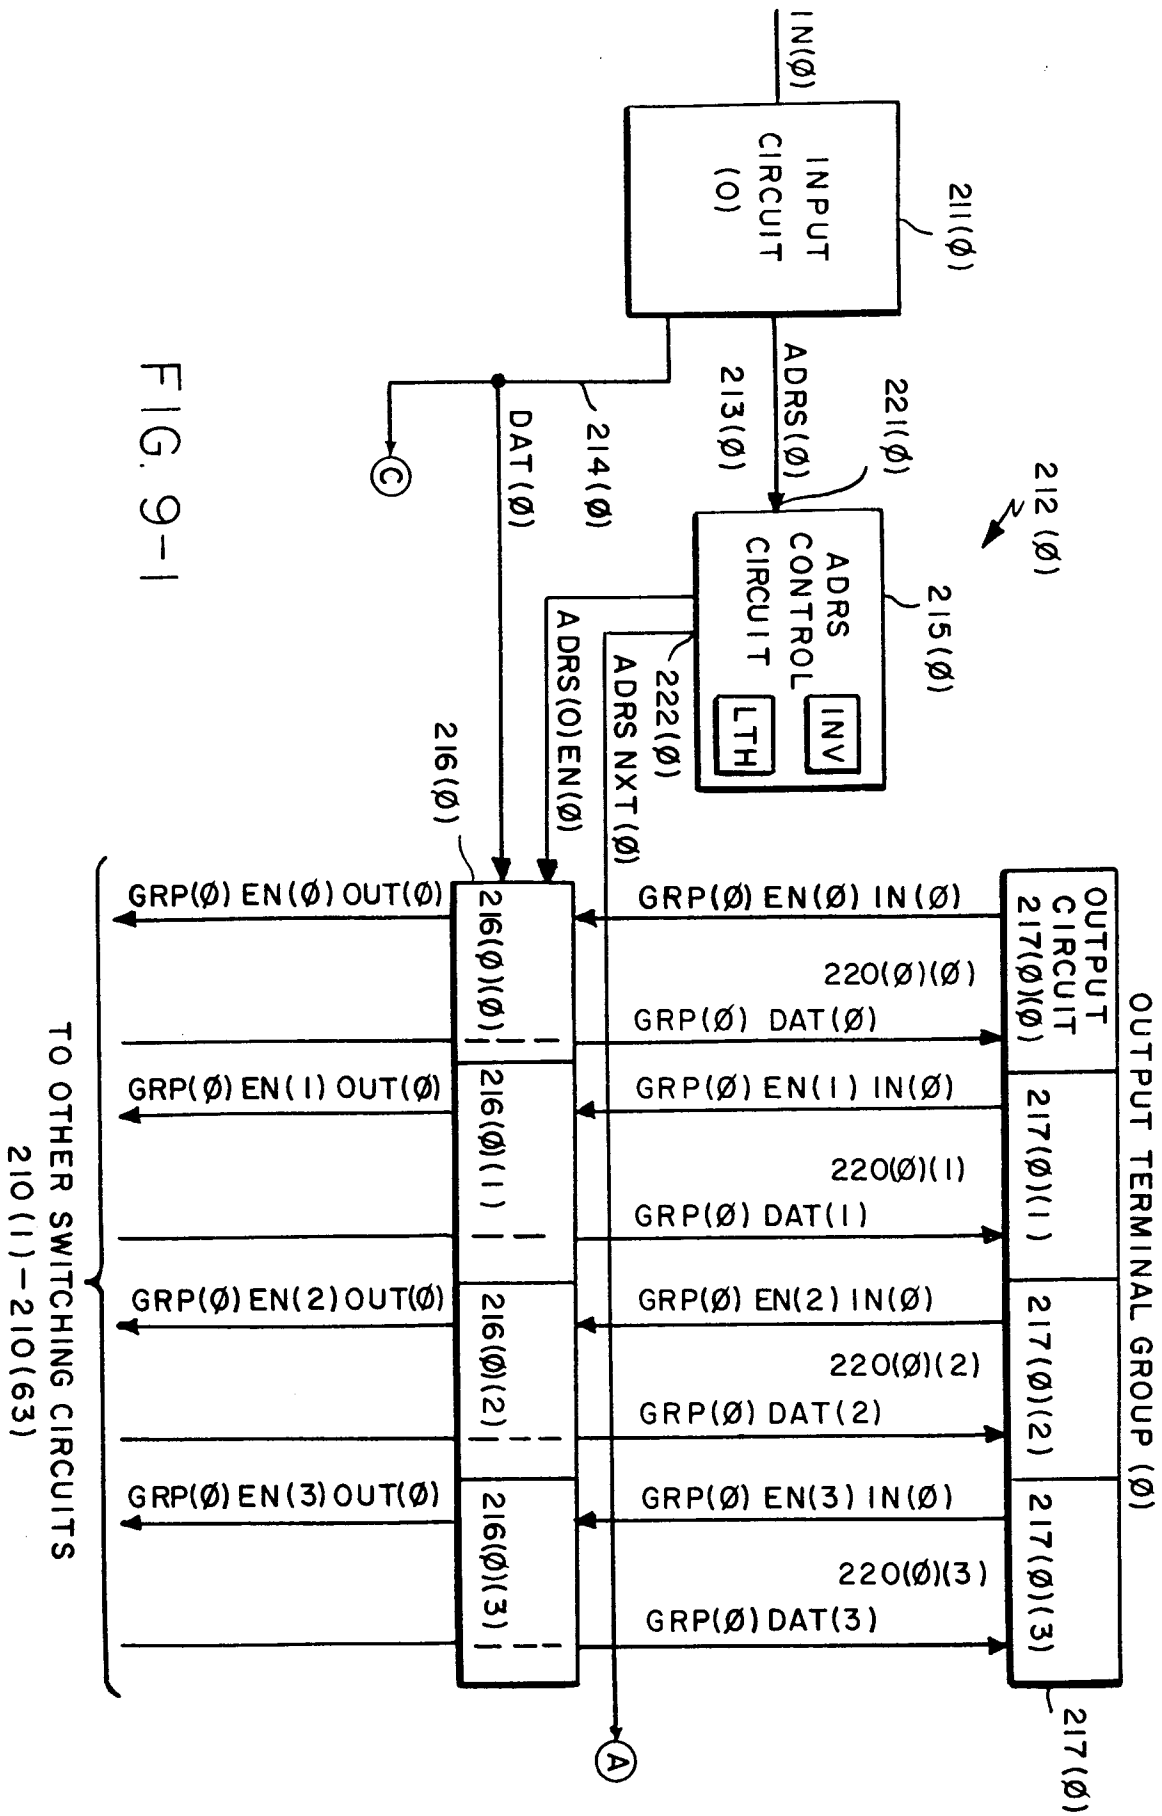 OUTPUT TERMINAL GROUP (Ø)
217(Ø)
OUTPUT
CIRCUIT
217(Ø)(Ø)
217(Ø)(1)
217(Ø)(2)
217(Ø)(3)
GRP(Ø) EN(Ø) IN(Ø)
220(Ø)(Ø)
GRP(Ø) DAT(Ø)
GRP(Ø) EN(1) IN(Ø)
220(Ø)(1)
GRP(Ø) DAT(1)
GRP(Ø) EN(2) IN(Ø)
220(Ø)(2)
GRP(Ø) DAT(2)
GRP(Ø) EN(3) IN(Ø)
220(Ø)(3)
GRP(Ø) DAT(3)
212(Ø)
211(Ø)
IN(Ø)
INPUT
CIRCUIT
(0)
ADRS(Ø)
213(Ø)
221(Ø)
215(Ø)
ADRS
CONTROL
CIRCUIT
INV
LTH
222(Ø)
ADRS NXT(Ø)
A
ADRS(0)EN(Ø)
214(Ø)
DAT(Ø)
C
216(Ø)
216(Ø)(Ø)
216(Ø)(1)
216(Ø)(2)
216(Ø)(3)
GRP(Ø) EN(Ø) OUT(Ø)
GRP(Ø) EN(1) OUT(Ø)
GRP(Ø) EN(2) OUT(Ø)
GRP(Ø) EN(3) OUT(Ø)
TO OTHER SWITCHING CIRCUITS
210(1)–210(63)
FIG. 9-1